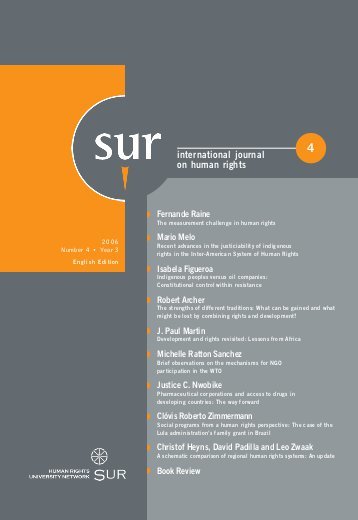 sur
international journal
on human rights
4
2006
Number 4 • Year 3
English Edition
Fernande Raine
The measurement challenge in human rights
Mario Melo
Recent advances in the justiciability of indigenous
rights in the Inter-American System of Human Rights
Isabela Figueroa
Indigenous peoples versus oil companies:
Constitutional control within resistance
Robert Archer
The strengths of different traditions: What can be gained and what
might be lost by combining rights and development?
J. Paul Martin
Development and rights revisited: Lessons from Africa
Michelle Ratton Sanchez
Brief observations on the mechanisms for NGO
participation in the WTO
Justice C. Nwobike
Pharmaceutical corporations and access to drugs in
developing countries: The way forward
Clóvis Roberto Zimmermann
Social programs from a human rights perspective: The case of the
Lula administration's family grant in Brazil
Christof Heyns, David Padilla and Leo Zwaak
A schematic comparison of regional human rights systems: An update
Book Review
HUMAN RIGHTS
UNIVERSITY NETWORK
SUR